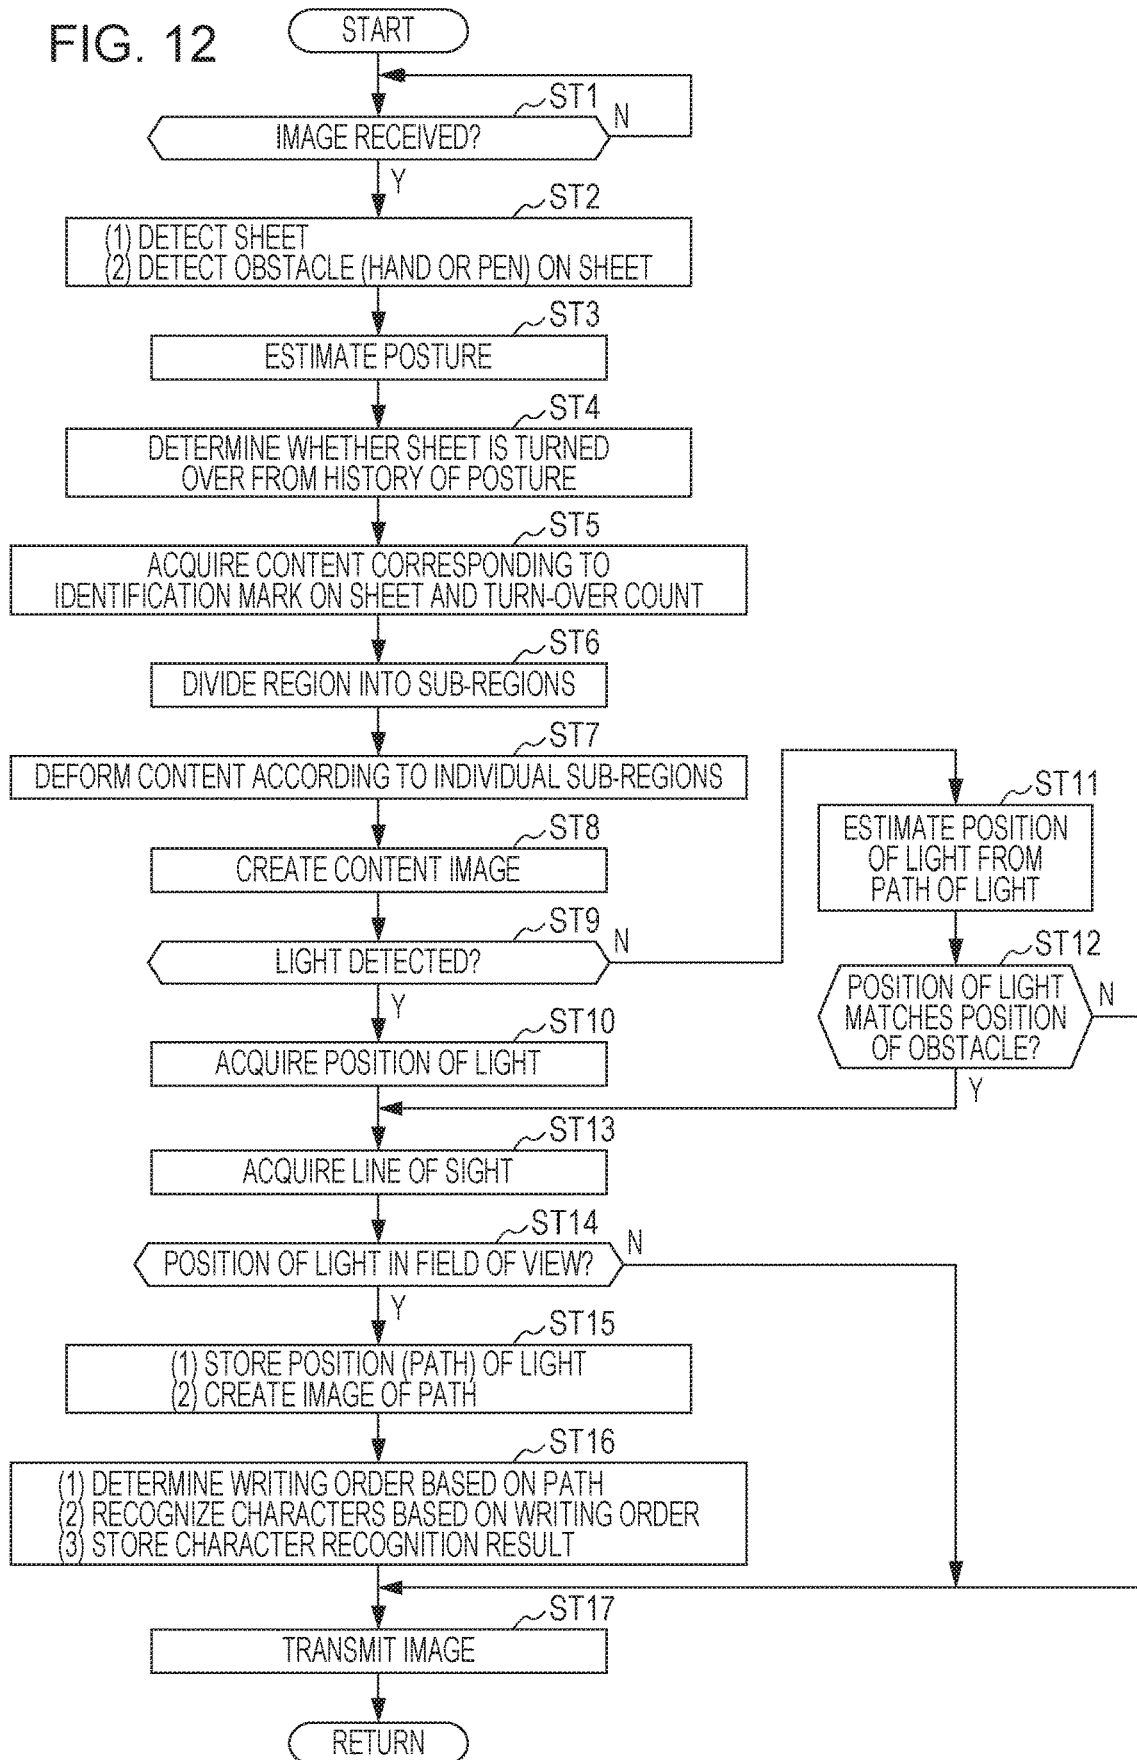 FIG. 12
START
ST1
IMAGE RECEIVED?
N
Y
ST2
(1) DETECT SHEET
(2) DETECT OBSTACLE (HAND OR PEN) ON SHEET
ST3
ESTIMATE POSTURE
ST4
DETERMINE WHETHER SHEET IS TURNED
OVER FROM HISTORY OF POSTURE
ST5
ACQUIRE CONTENT CORRESPONDING TO
IDENTIFICATION MARK ON SHEET AND TURN-OVER COUNT
ST6
DIVIDE REGION INTO SUB-REGIONS
ST7
DEFORM CONTENT ACCORDING TO INDIVIDUAL SUB-REGIONS
ST8
CREATE CONTENT IMAGE
ST9
LIGHT DETECTED?
N
Y
ST10
ACQUIRE POSITION OF LIGHT
ST11
ESTIMATE POSITION
OF LIGHT FROM
PATH OF LIGHT
ST12
POSITION OF LIGHT
MATCHES POSITION
OF OBSTACLE?
N
Y
ST13
ACQUIRE LINE OF SIGHT
ST14
POSITION OF LIGHT IN FIELD OF VIEW?
N
Y
ST15
(1) STORE POSITION (PATH) OF LIGHT
(2) CREATE IMAGE OF PATH
ST16
(1) DETERMINE WRITING ORDER BASED ON PATH
(2) RECOGNIZE CHARACTERS BASED ON WRITING ORDER
(3) STORE CHARACTER RECOGNITION RESULT
ST17
TRANSMIT IMAGE
RETURN